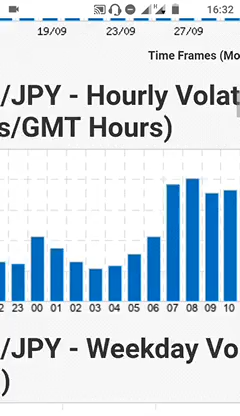 16:32
19/09 23/09 27/09
Time Frames (Mo
/JPY - Hourly Volat
s/GMT Hours)
2 23 00 01 02 03 04 05 06 07 08 09 10
/JPY - Weekday Vo
)